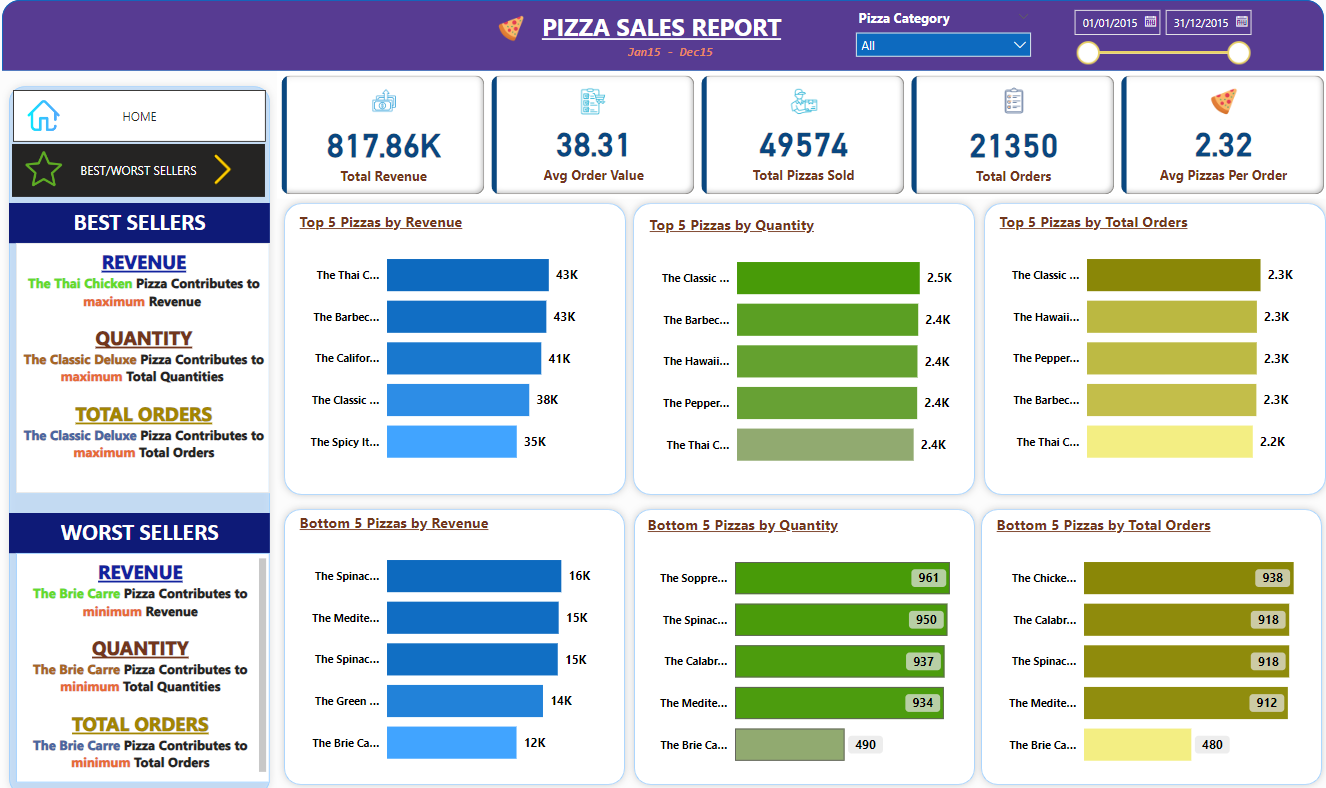 PIZZA SALES REPORT
Jan15 - Dec15
Pizza Category
All
01/01/2015
31/12/2015
HOME
BEST/WORST SELLERS
817.86K
Total Revenue
38.31
Avg Order Value
49574
Total Pizzas Sold
21350
Total Orders
2.32
Avg Pizzas Per Order
BEST SELLERS
REVENUE
The Thai Chicken Pizza Contributes to
maximum Revenue
QUANTITY
The Classic Deluxe Pizza Contributes to
maximum Total Quantities
TOTAL ORDERS
The Classic Deluxe Pizza Contributes to
maximum Total Orders
WORST SELLERS
REVENUE
The Brie Carre Pizza Contributes to
minimum Revenue
QUANTITY
The Brie Carre Pizza Contributes to
minimum Total Quantities
TOTAL ORDERS
The Brie Carre Pizza Contributes to
minimum Total Orders
Top 5 Pizzas by Revenue
The Thai C... 43K
The Barbec... 43K
The Califor... 41K
The Classic ... 38K
The Spicy It... 35K
Top 5 Pizzas by Quantity
The Classic ... 2.5K
The Barbec... 2.4K
The Hawaii... 2.4K
The Pepper... 2.4K
The Thai C... 2.4K
Top 5 Pizzas by Total Orders
The Classic ... 2.3K
The Hawaii... 2.3K
The Pepper... 2.3K
The Barbec... 2.3K
The Thai C... 2.2K
Bottom 5 Pizzas by Revenue
The Spinac... 16K
The Medite... 15K
The Spinac... 15K
The Green ... 14K
The Brie Ca... 12K
Bottom 5 Pizzas by Quantity
The Soppre... 961
The Spinac... 950
The Calabr... 937
The Medite... 934
The Brie Ca... 490
Bottom 5 Pizzas by Total Orders
The Chicke... 938
The Calabr... 918
The Spinac... 918
The Medite... 912
The Brie Ca... 480